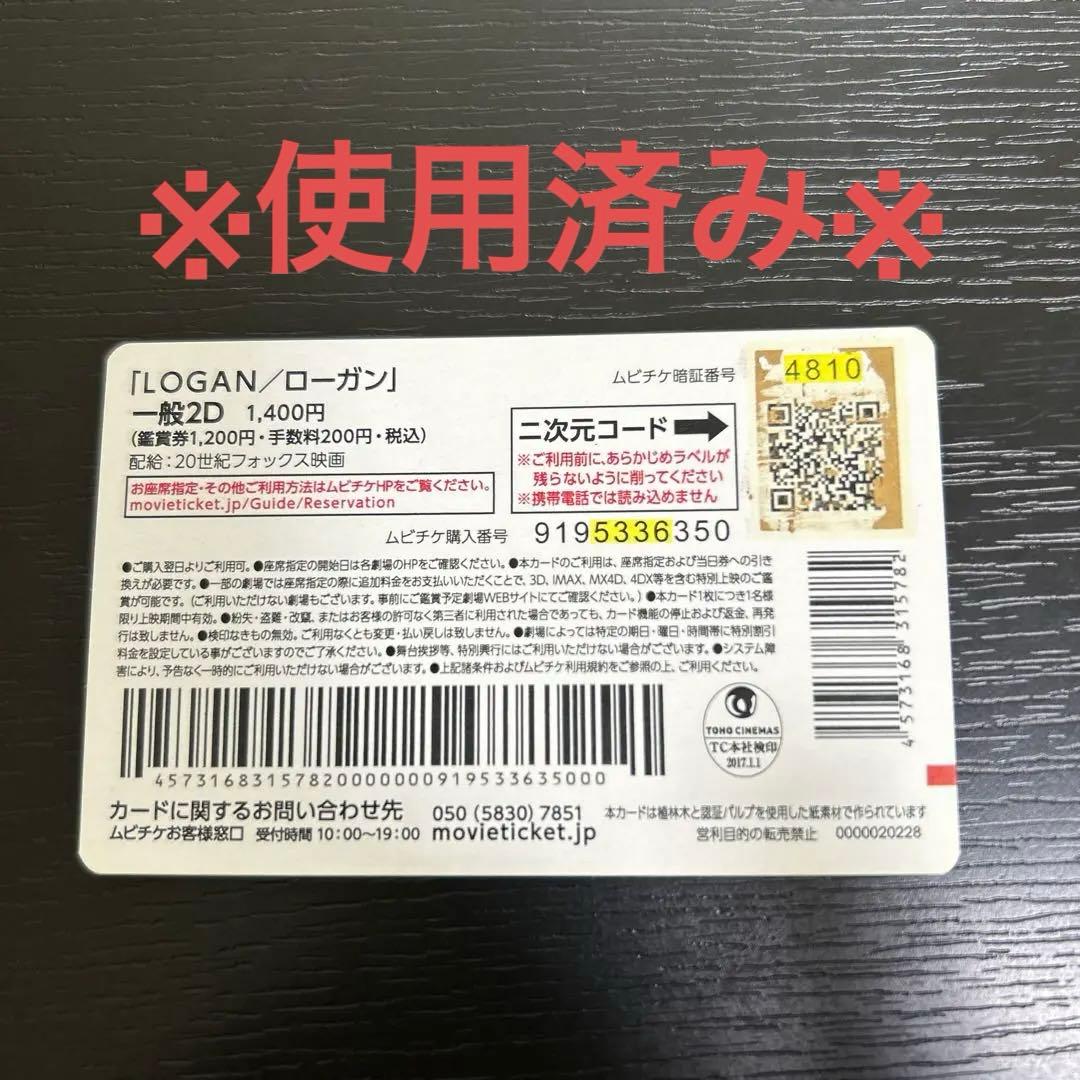 ※使用済み※
「LOGAN／ローガン」
一般2D 1,400円
（鑑賞券1,200円・手数料200円・税込）
配給：20世紀フォックス映画
お座席指定・その他ご利用方法はムビチケHPをご覧ください。
movieticket.jp/Guide/Reservation
ムビチケ暗証番号 4810
二次元コード➡
※ご利用前に、あらかじめラベルが
残らないように削ってください
※携帯電話では読み込めません
ムビチケ購入番号 9195336350
●ご購入翌日よりご利用可。●座席指定の開始日は各劇場のHPをご確認ください。●本カードのご利用は、座席指定および当日券への引き
換えが必要です。●一部の劇場では座席指定の際に追加料金をお支払いいただくことで、3D、IMAX、MX4D、4DX等を含む特別上映のご鑑
賞が可能です。（ご利用いただけない劇場もございます。事前にご鑑賞予定劇場WEBサイトにてご確認ください。）●本カード1枚につき1名様
限り上映期間中有効。●紛失・盗難・改竄、またはお客様の許可なく第三者に利用された場合であっても、カード機能の停止および返金、再発
行は致しません。●検印なきもの無効。ご利用なくとも変更・払い戻しは致しません。●劇場によっては特定の期日・曜日・時間帯に特別割引
料金を設定している事がございますのでご了承ください。●舞台挨拶等、特別興行にはご利用いただけない場合がございます。●システム障
害により、予告なく一時的にご利用いただけない場合がございます。●上記諸条件およびムビチケ利用規約をご参照の上、ご利用ください。
4 573168 315782
4573168315782000000009195336350​00
TOHO CINEMAS
TC本社検印
2017.1.1
カードに関するお問い合わせ先 050（5830）7851
ムビチケお客様窓口 受付時間 10：00～19：00 movieticket.jp
本カードは植林木と認証パルプを使用した紙素材で作られています
営利目的の転売禁止 0000020228